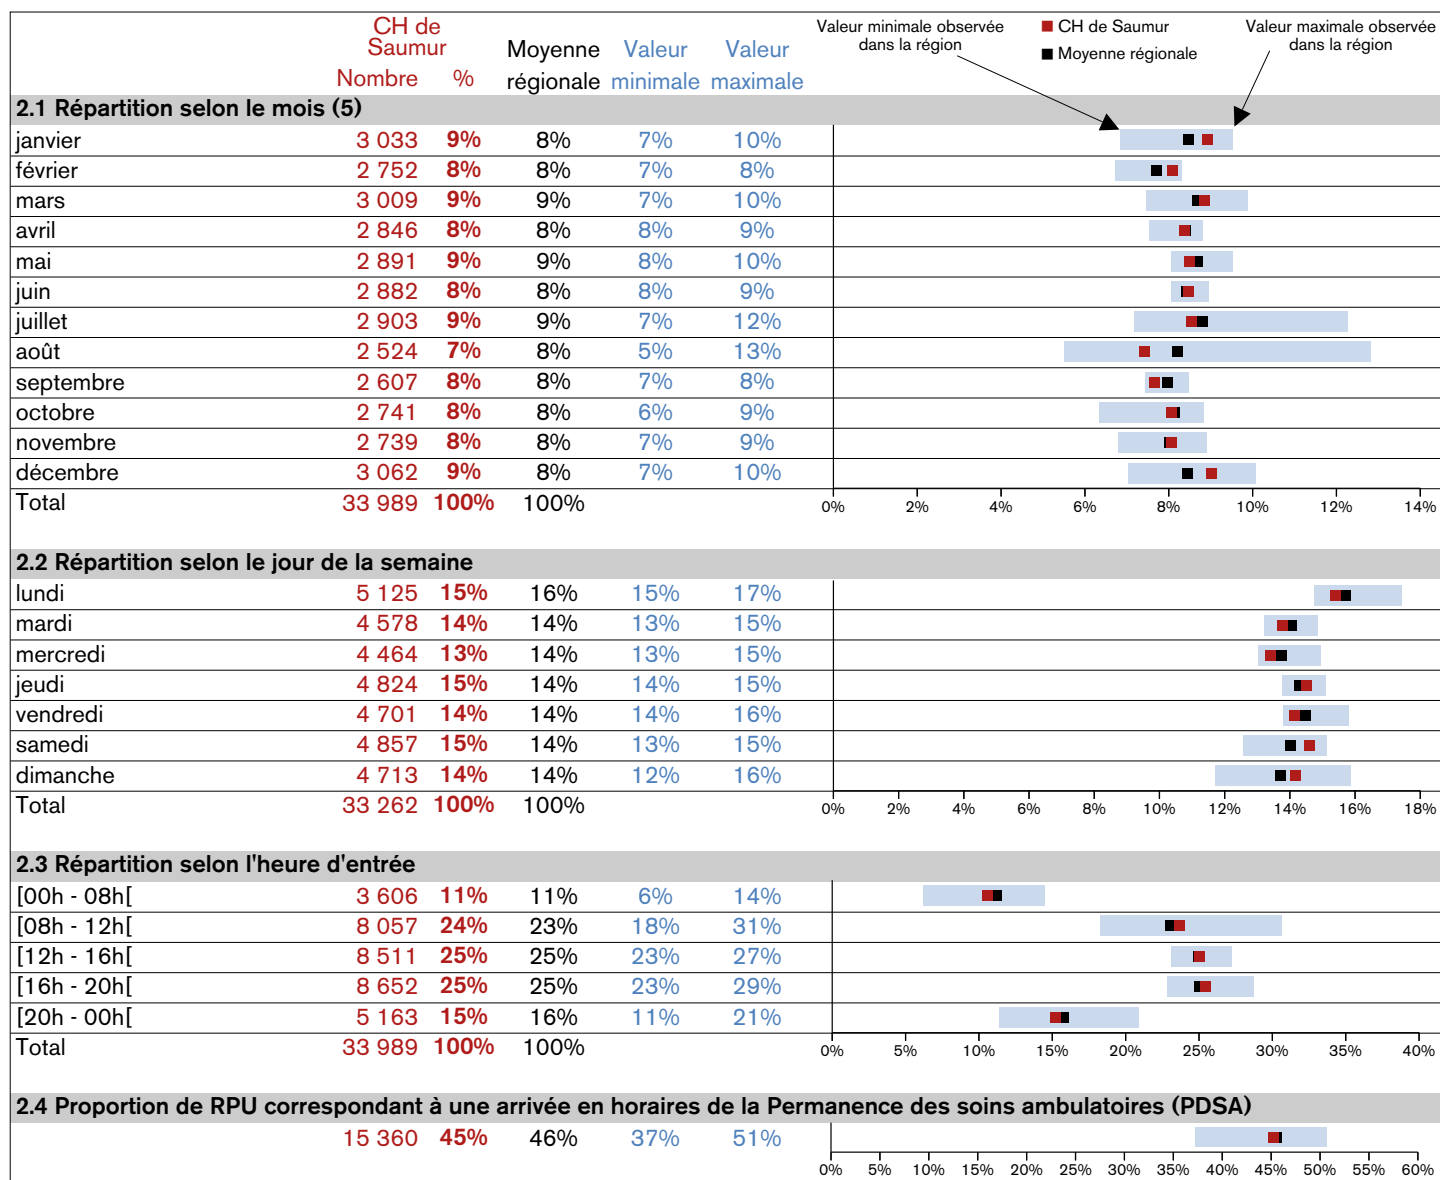 CH de Saumur
Moyenne régionale
Valeur minimale
Valeur maximale
Nombre %
Valeur minimale observée dans la région
CH de Saumur
Moyenne régionale
Valeur maximale observée dans la région
2.1 Répartition selon le mois (5)
janvier 3 033 9% 8% 7% 10%
février 2 752 8% 8% 7% 8%
mars 3 009 9% 9% 7% 10%
avril 2 846 8% 8% 8% 9%
mai 2 891 9% 9% 8% 10%
juin 2 882 8% 8% 8% 9%
juillet 2 903 9% 9% 7% 12%
août 2 524 7% 8% 5% 13%
septembre 2 607 8% 8% 7% 8%
octobre 2 741 8% 8% 6% 9%
novembre 2 739 8% 8% 7% 9%
décembre 3 062 9% 8% 7% 10%
Total 33 989 100% 100%
0% 2% 4% 6% 8% 10% 12% 14%
2.2 Répartition selon le jour de la semaine
lundi 5 125 15% 16% 15% 17%
mardi 4 578 14% 14% 13% 15%
mercredi 4 464 13% 14% 13% 15%
jeudi 4 824 15% 14% 14% 15%
vendredi 4 701 14% 14% 14% 16%
samedi 4 857 15% 14% 13% 15%
dimanche 4 713 14% 14% 12% 16%
Total 33 262 100% 100%
0% 2% 4% 6% 8% 10% 12% 14% 16% 18%
2.3 Répartition selon l'heure d'entrée
[00h - 08h[ 3 606 11% 11% 6% 14%
[08h - 12h[ 8 057 24% 23% 18% 31%
[12h - 16h[ 8 511 25% 25% 23% 27%
[16h - 20h[ 8 652 25% 25% 23% 29%
[20h - 00h[ 5 163 15% 16% 11% 21%
Total 33 989 100% 100%
0% 5% 10% 15% 20% 25% 30% 35% 40%
2.4 Proportion de RPU correspondant à une arrivée en horaires de la Permanence des soins ambulatoires (PDSA)
15 360 45% 46% 37% 51%
0% 5% 10% 15% 20% 25% 30% 35% 40% 45% 50% 55% 60%